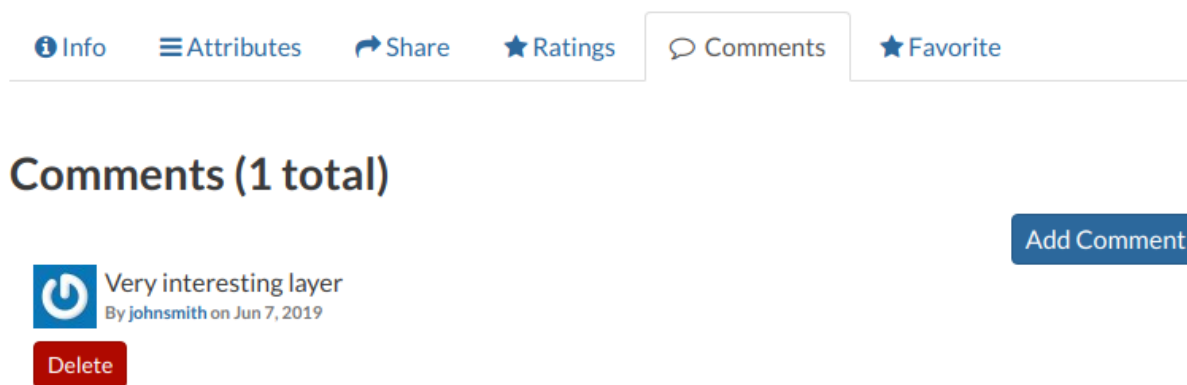 Info Attributes Share Ratings Comments Favorite
Comments (1 total)
Add Comment
Very interesting layer
By johnsmith on Jun 7, 2019
Delete